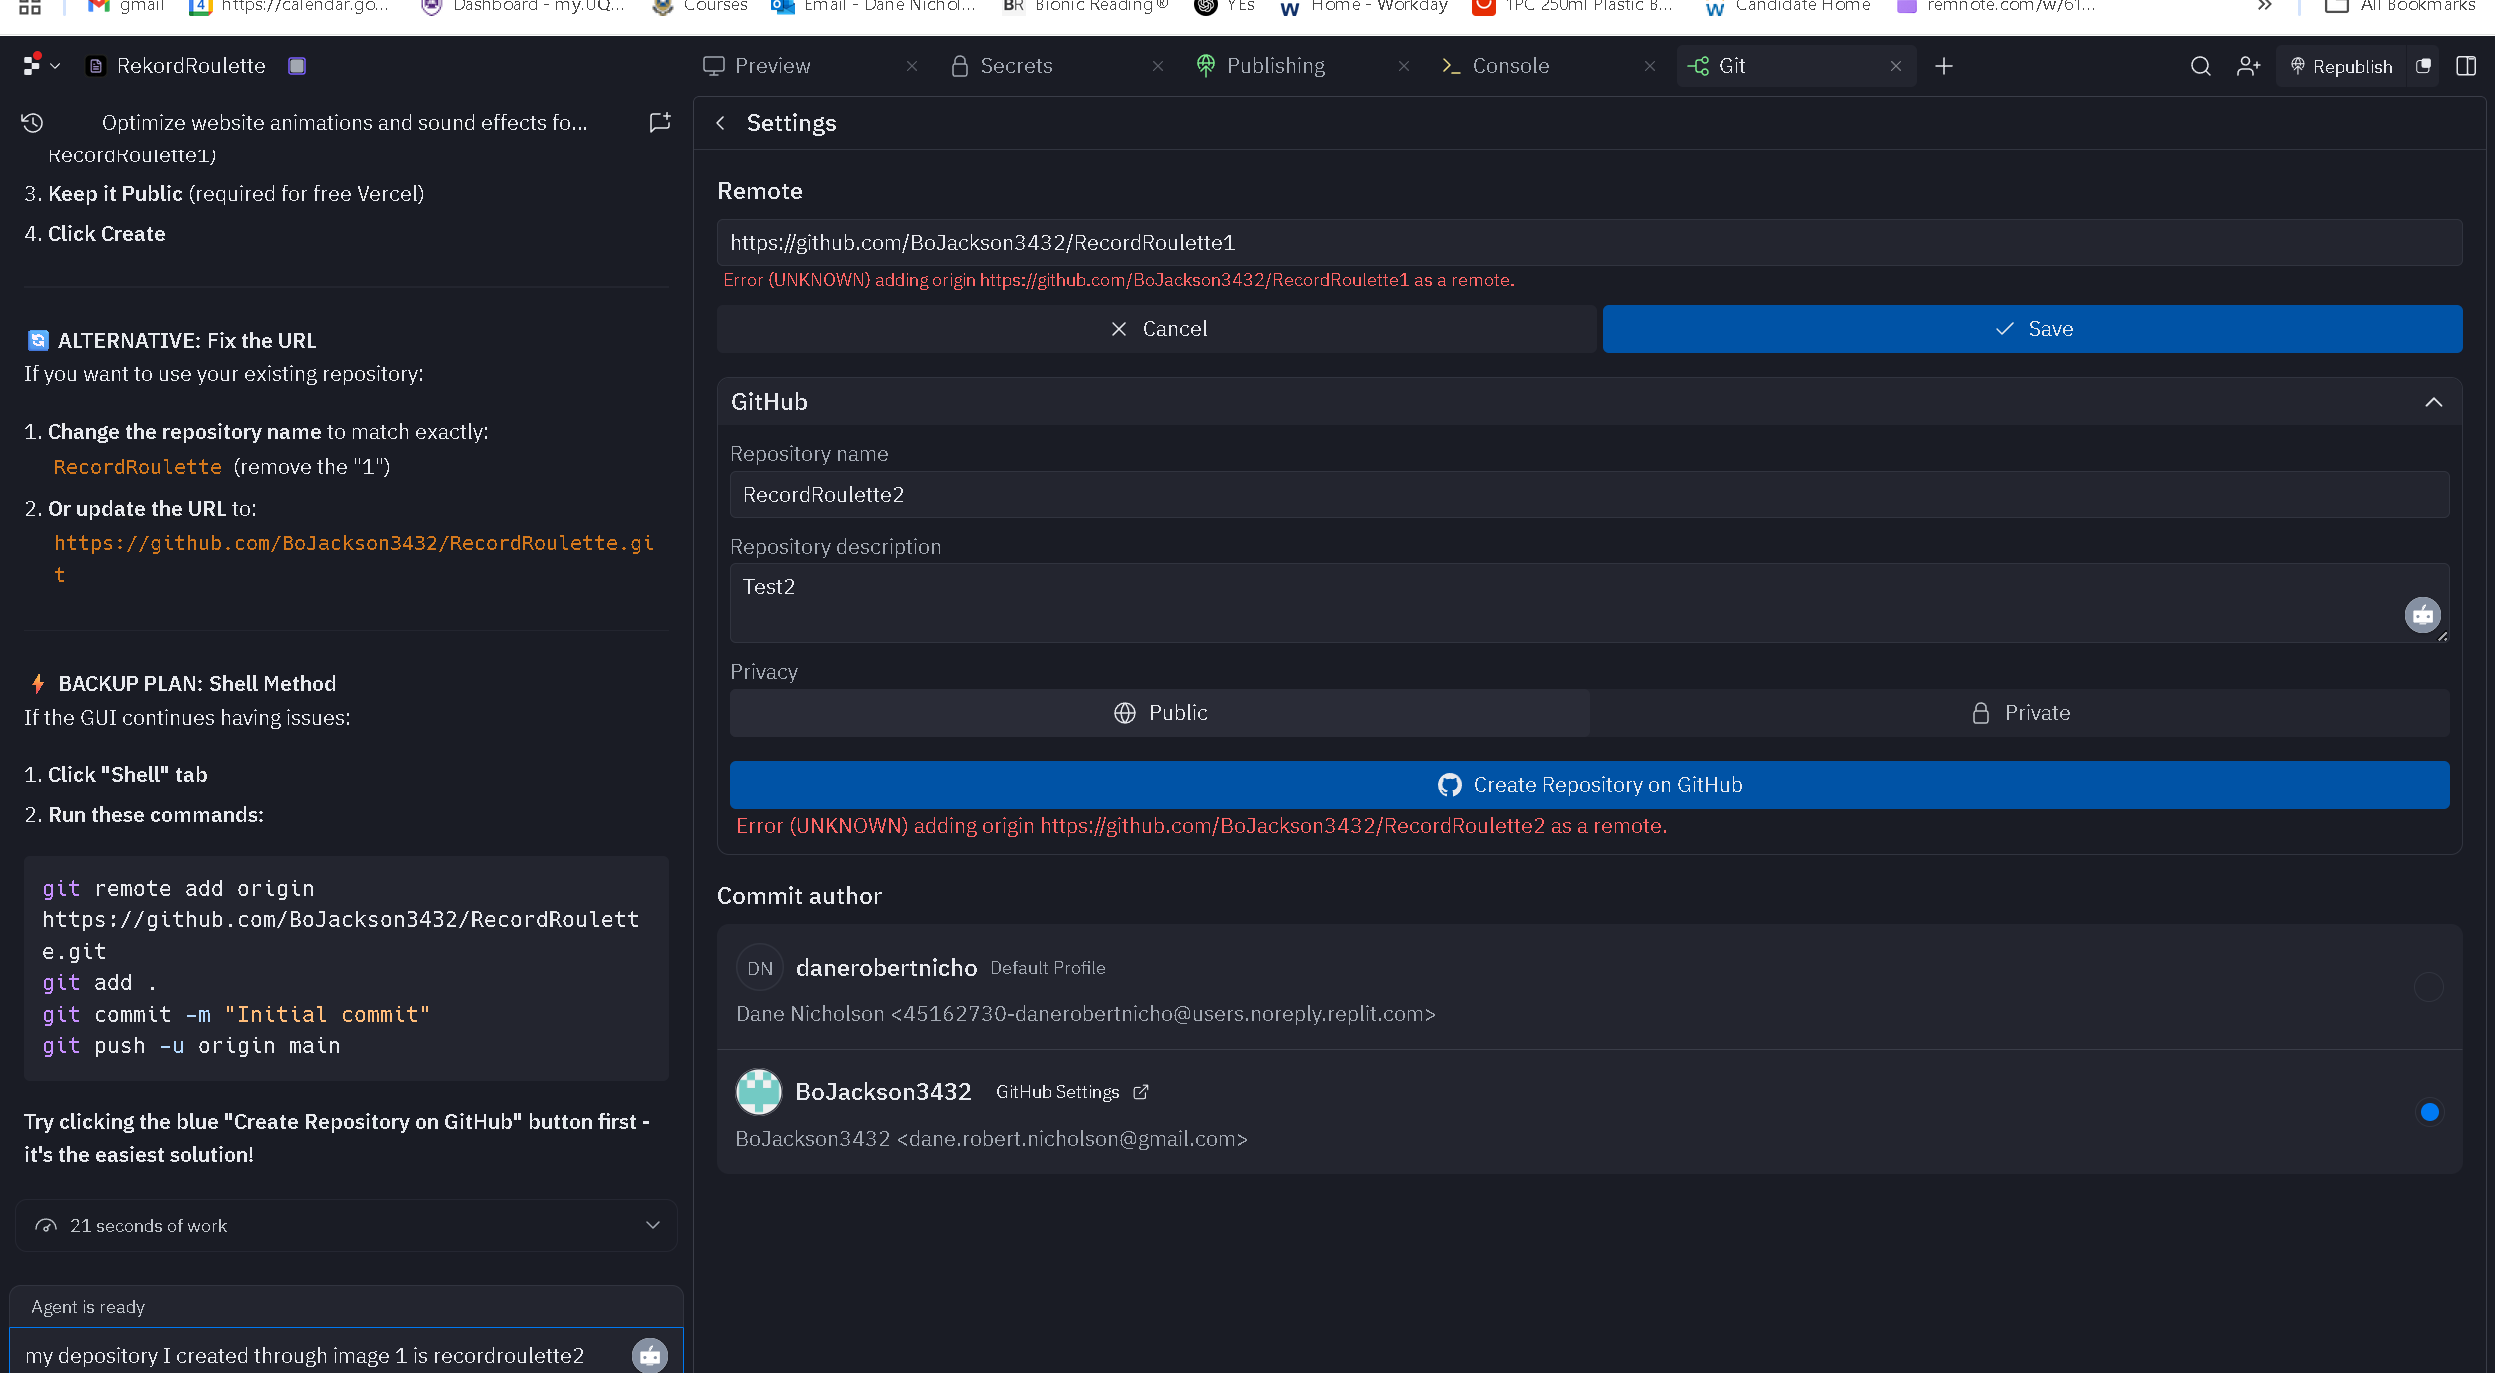 gmail
https://calendar.go...
Dashboard - my.UQ...
Courses
Email - Dane Nichol...
BR Bionic Reading®
YEs
Home - Workday
1PC 250ml Plastic B...
Candidate Home
remnote.com/w/61...
All Bookmarks
RekordRoulette
Preview
Secrets
Publishing
Console
Git
Republish
Optimize website animations and sound effects fo...
RecordRoulette1)
3. Keep it Public (required for free Vercel)
4. Click Create
ALTERNATIVE: Fix the URL
If you want to use your existing repository:
1. Change the repository name to match exactly:
RecordRoulette (remove the "1")
2. Or update the URL to:
https://github.com/BoJackson3432/RecordRoulette.gi
t
BACKUP PLAN: Shell Method
If the GUI continues having issues:
1. Click "Shell" tab
2. Run these commands:
git remote add origin
https://github.com/BoJackson3432/RecordRoulett
e.git
git add .
git commit -m "Initial commit"
git push -u origin main
Try clicking the blue "Create Repository on GitHub" button first -
it's the easiest solution!
21 seconds of work
Agent is ready
my depository I created through image 1 is recordroulette2
Settings
Remote
https://github.com/BoJackson3432/RecordRoulette1
Error (UNKNOWN) adding origin https://github.com/BoJackson3432/RecordRoulette1 as a remote.
Cancel
Save
GitHub
Repository name
RecordRoulette2
Repository description
Test2
Privacy
Public
Private
Create Repository on GitHub
Error (UNKNOWN) adding origin https://github.com/BoJackson3432/RecordRoulette2 as a remote.
Commit author
DN
danerobertnicho Default Profile
Dane Nicholson <45162730-danerobertnicho@users.noreply.replit.com>
BoJackson3432 GitHub Settings
BoJackson3432 <dane.robert.nicholson@gmail.com>